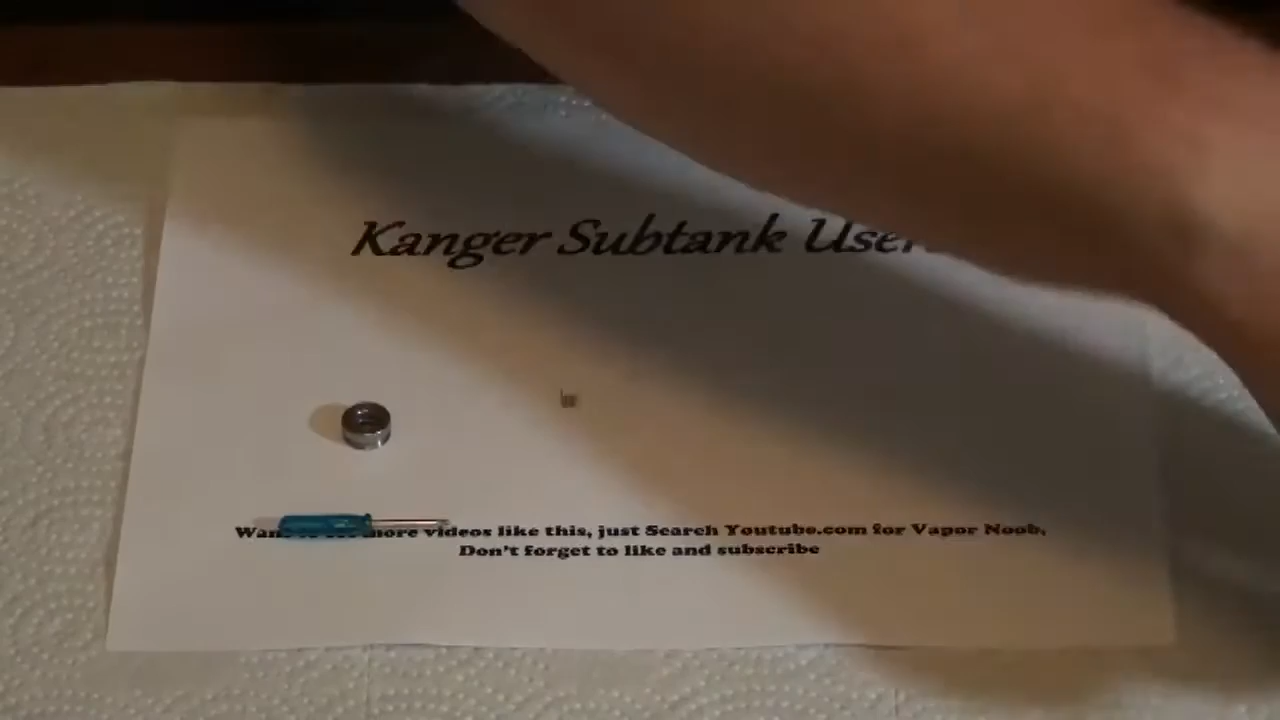 Kanger Subtank User
more videos like this, just Search Youtube.com for Vapor Noob,
Don't forget to like and subscribe